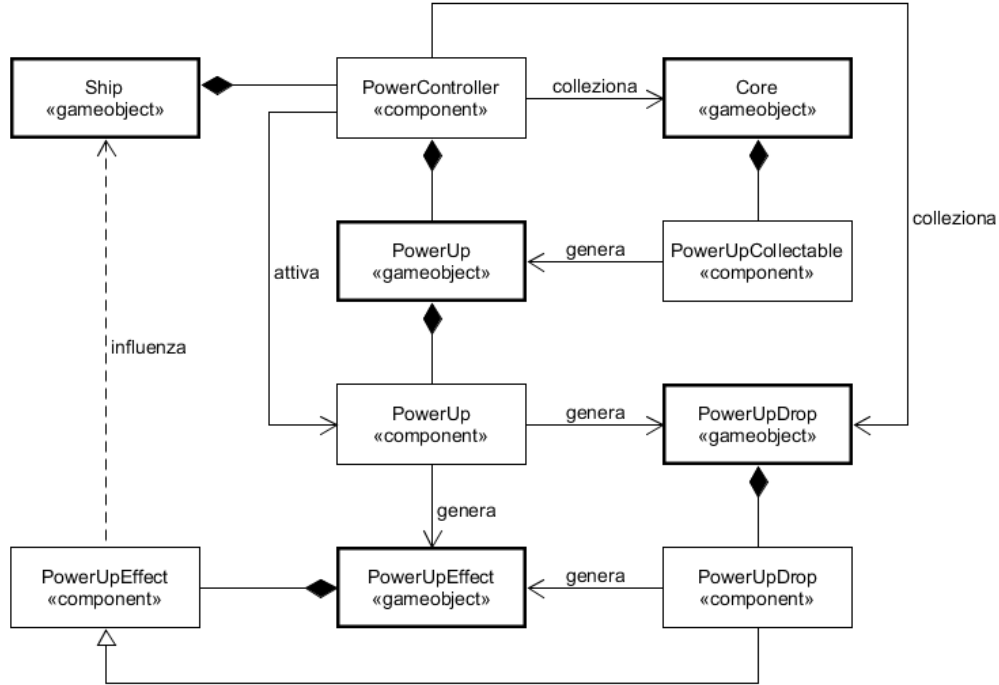 Ship
«gameobject»
PowerController
«component»
colleziona
Core
«gameobject»
colleziona
PowerUp
«gameobject»
genera
PowerUpCollectable
«component»
attiva
influenza
PowerUp
«component»
genera
PowerUpDrop
«gameobject»
genera
PowerUpEffect
«component»
PowerUpEffect
«gameobject»
genera
PowerUpDrop
«component»